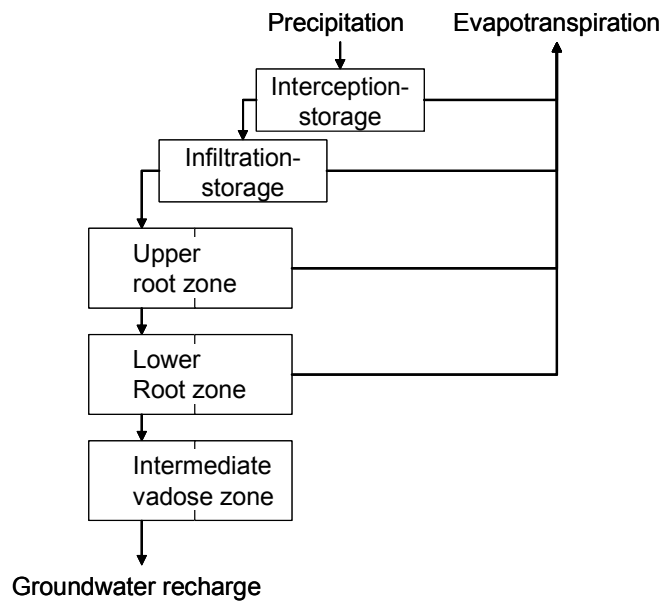 Precipitation
Evapotranspiration
Interception-
storage
Infiltration-
storage
Upper
root zone
Lower
Root zone
Intermediate
vadose zone
Groundwater recharge